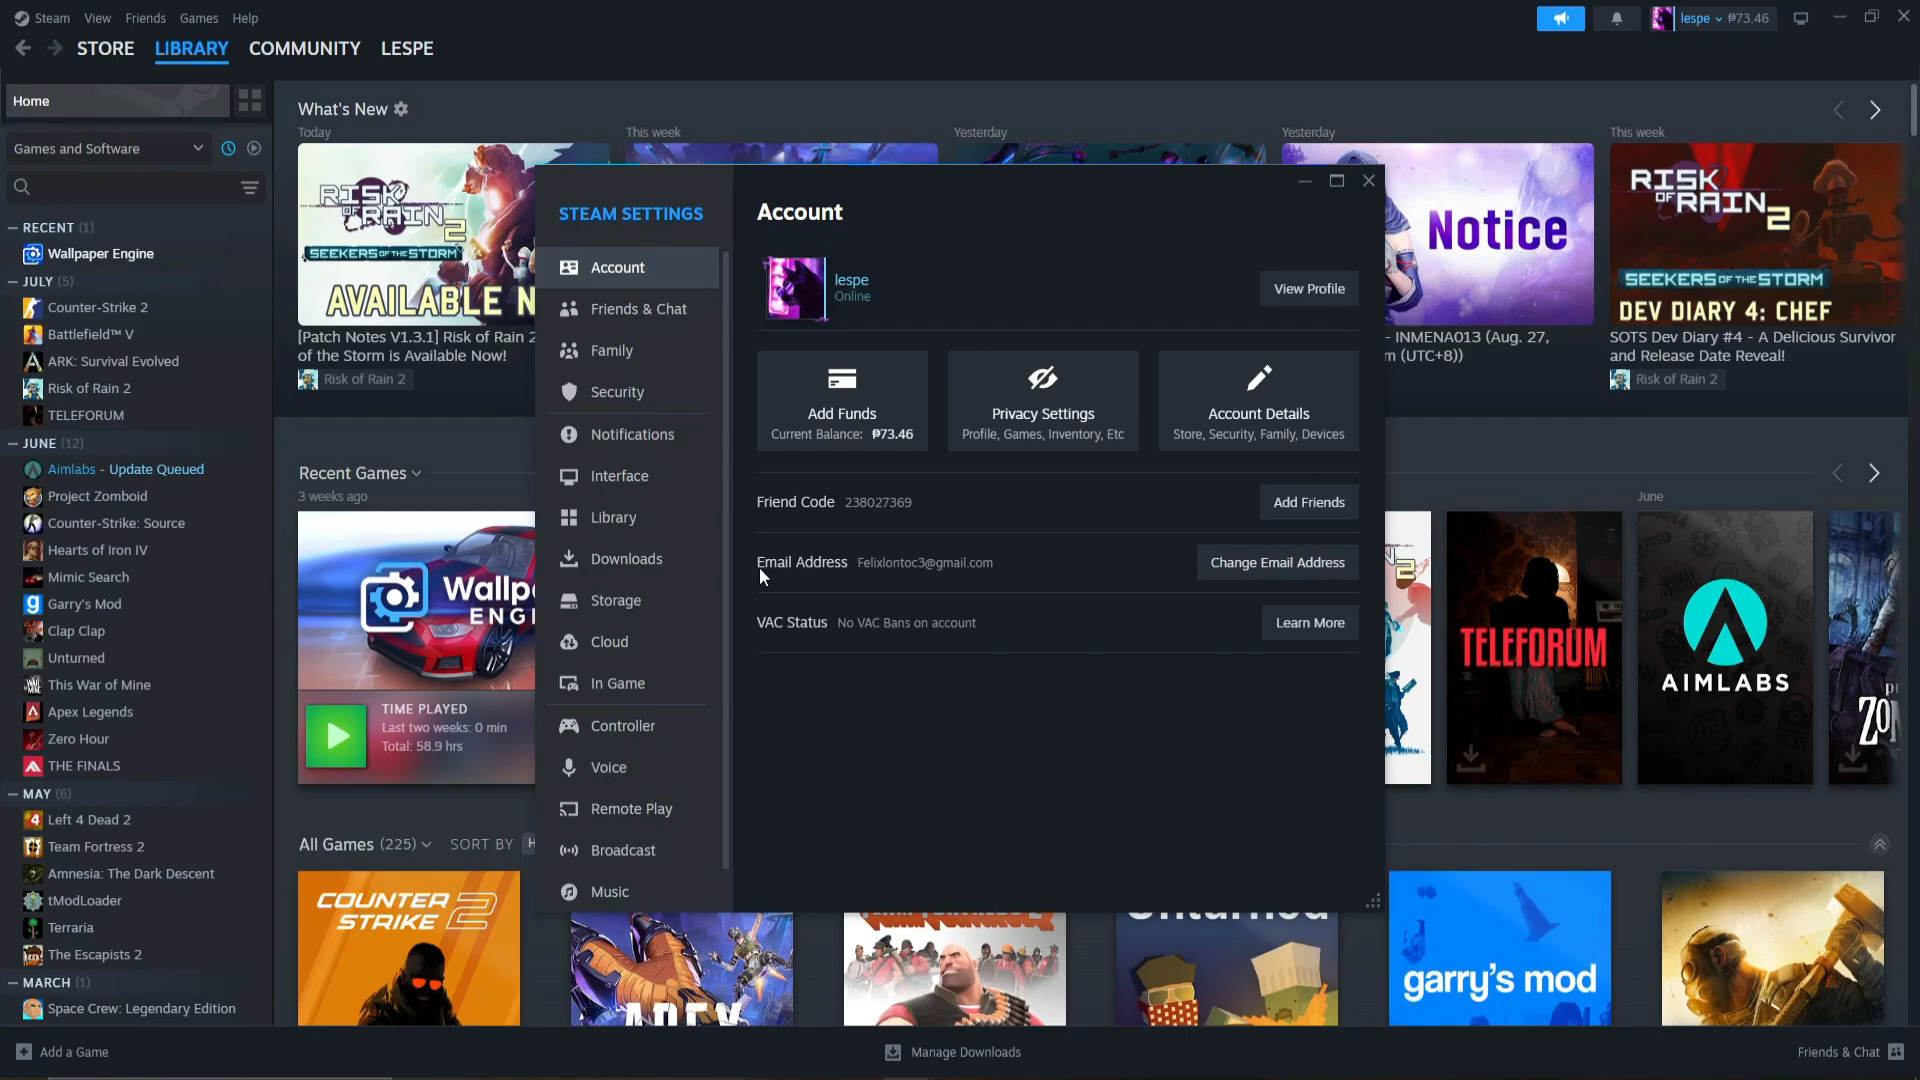 Steam View Friends Games Help
lespe ₱73.46
STORE LIBRARY COMMUNITY LESPE
Home
Games and Software
RECENT (1)
Wallpaper Engine
JULY (5)
Counter-Strike 2
Battlefield™ V
ARK: Survival Evolved
Risk of Rain 2
TELEFORUM
JUNE (12)
Aimlabs - Update Queued
Project Zomboid
Counter-Strike: Source
Hearts of Iron IV
Mimic Search
Garry's Mod
Clap Clap
Unturned
This War of Mine
Apex Legends
Zero Hour
THE FINALS
MAY (6)
Left 4 Dead 2
Team Fortress 2
Amnesia: The Dark Descent
tModLoader
Terraria
The Escapists 2
MARCH (1)
Space Crew: Legendary Edition
What's New
Today
This week
Yesterday
Yesterday
This week
RISK OF RAIN 2
SEEKERS OF THE STORM
AVAILABLE N
[Patch Notes V1.3.1] Risk of Rain 2
of the Storm is Available Now!
Risk of Rain 2
Notice
- INMENA013 (Aug. 27,
m (UTC+8))
RISK OF RAIN 2
SEEKERS OF THE STORM
DEV DIARY 4: CHEF
SOTS Dev Diary #4 - A Delicious Survivor
and Release Date Reveal!
Risk of Rain 2
Recent Games
3 weeks ago
June
Wallp
ENG
TIME PLAYED
Last two weeks: 0 min
Total: 58.9 hrs
TELEFORUM
AIMLABS
All Games (225) SORT BY
COUNTER
STRIKE 2
APEX
garry's mod
STEAM SETTINGS
Account
Friends & Chat
Family
Security
Notifications
Interface
Library
Downloads
Storage
Cloud
In Game
Controller
Voice
Remote Play
Broadcast
Music
Account
lespe
Online
View Profile
Add Funds
Current Balance: ₱73.46
Privacy Settings
Profile, Games, Inventory, Etc
Account Details
Store, Security, Family, Devices
Friend Code 238027369
Add Friends
Email Address Felixlontoc3@gmail.com
Change Email Address
VAC Status No VAC Bans on account
Learn More
Add a Game
Manage Downloads
Friends & Chat